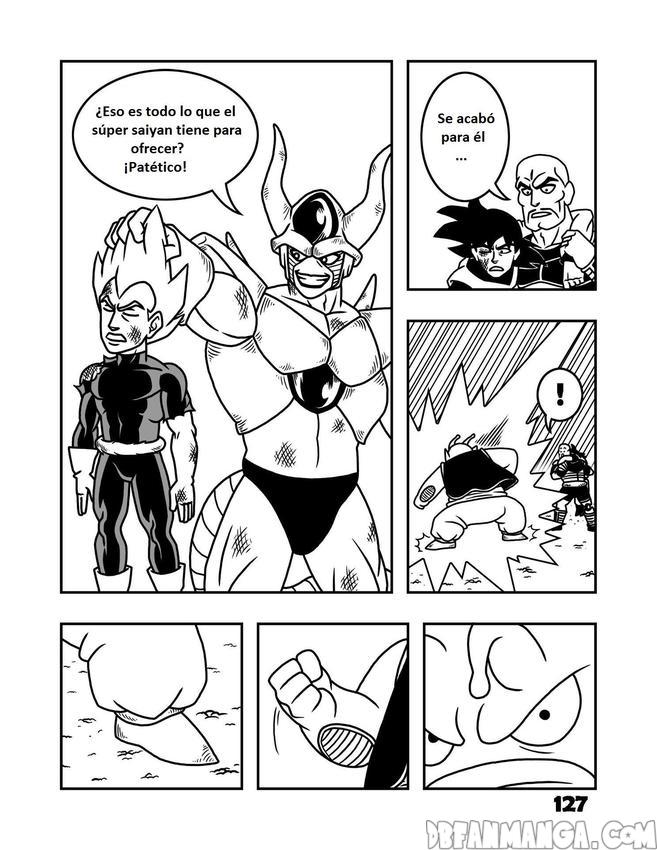 ¿Eso es todo lo que el
súper saiyan tiene para
ofrecer?
¡Patético!
Se acabó
para él
...
!
127
DBFANMANGA.COM